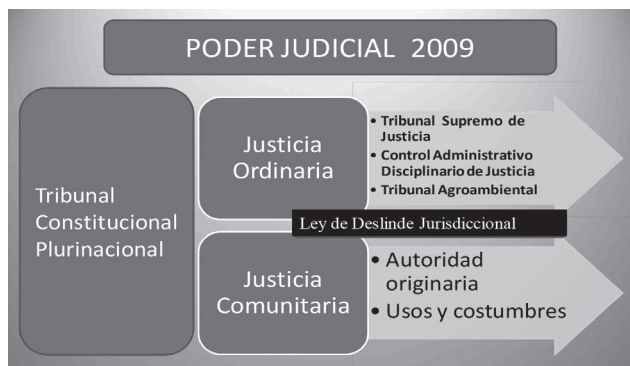 PODER JUDICIAL 2009
Tribunal
Constitucional
Plurinacional
Justicia
Ordinaria
• Tribunal Supremo de
Justicia
• Control Administrativo
Disciplinario de Justicia
• Tribunal Agroambiental
Ley de Deslinde Jurisdiccional
Justicia
Comunitaria
• Autoridad
originaria
• Usos y costumbres